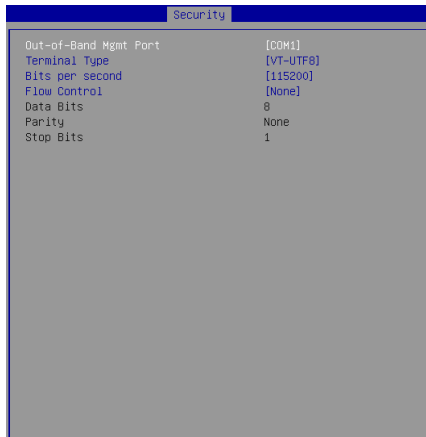 Security
Out-of-Band Mgmt Port [COM1]
Terminal Type [VT-UTF8]
Bits per second [115200]
Flow Control [None]
Data Bits 8
Parity None
Stop Bits 1